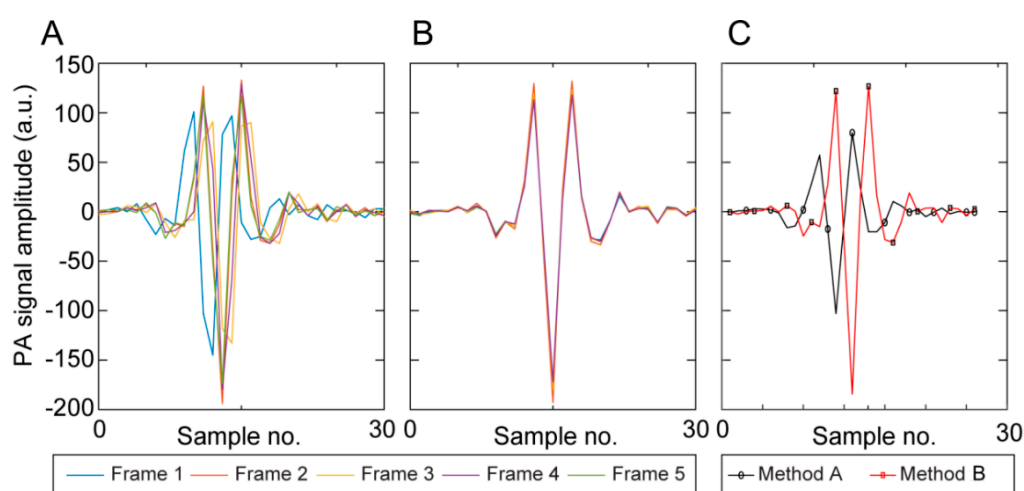 A B C
PA signal amplitude (a.u.)
150
100
50
0
-50
-100
-150
-200
0 Sample no. 30 0 Sample no. 30 0 Sample no. 30
Frame 1 Frame 2 Frame 3 Frame 4 Frame 5 Method A Method B